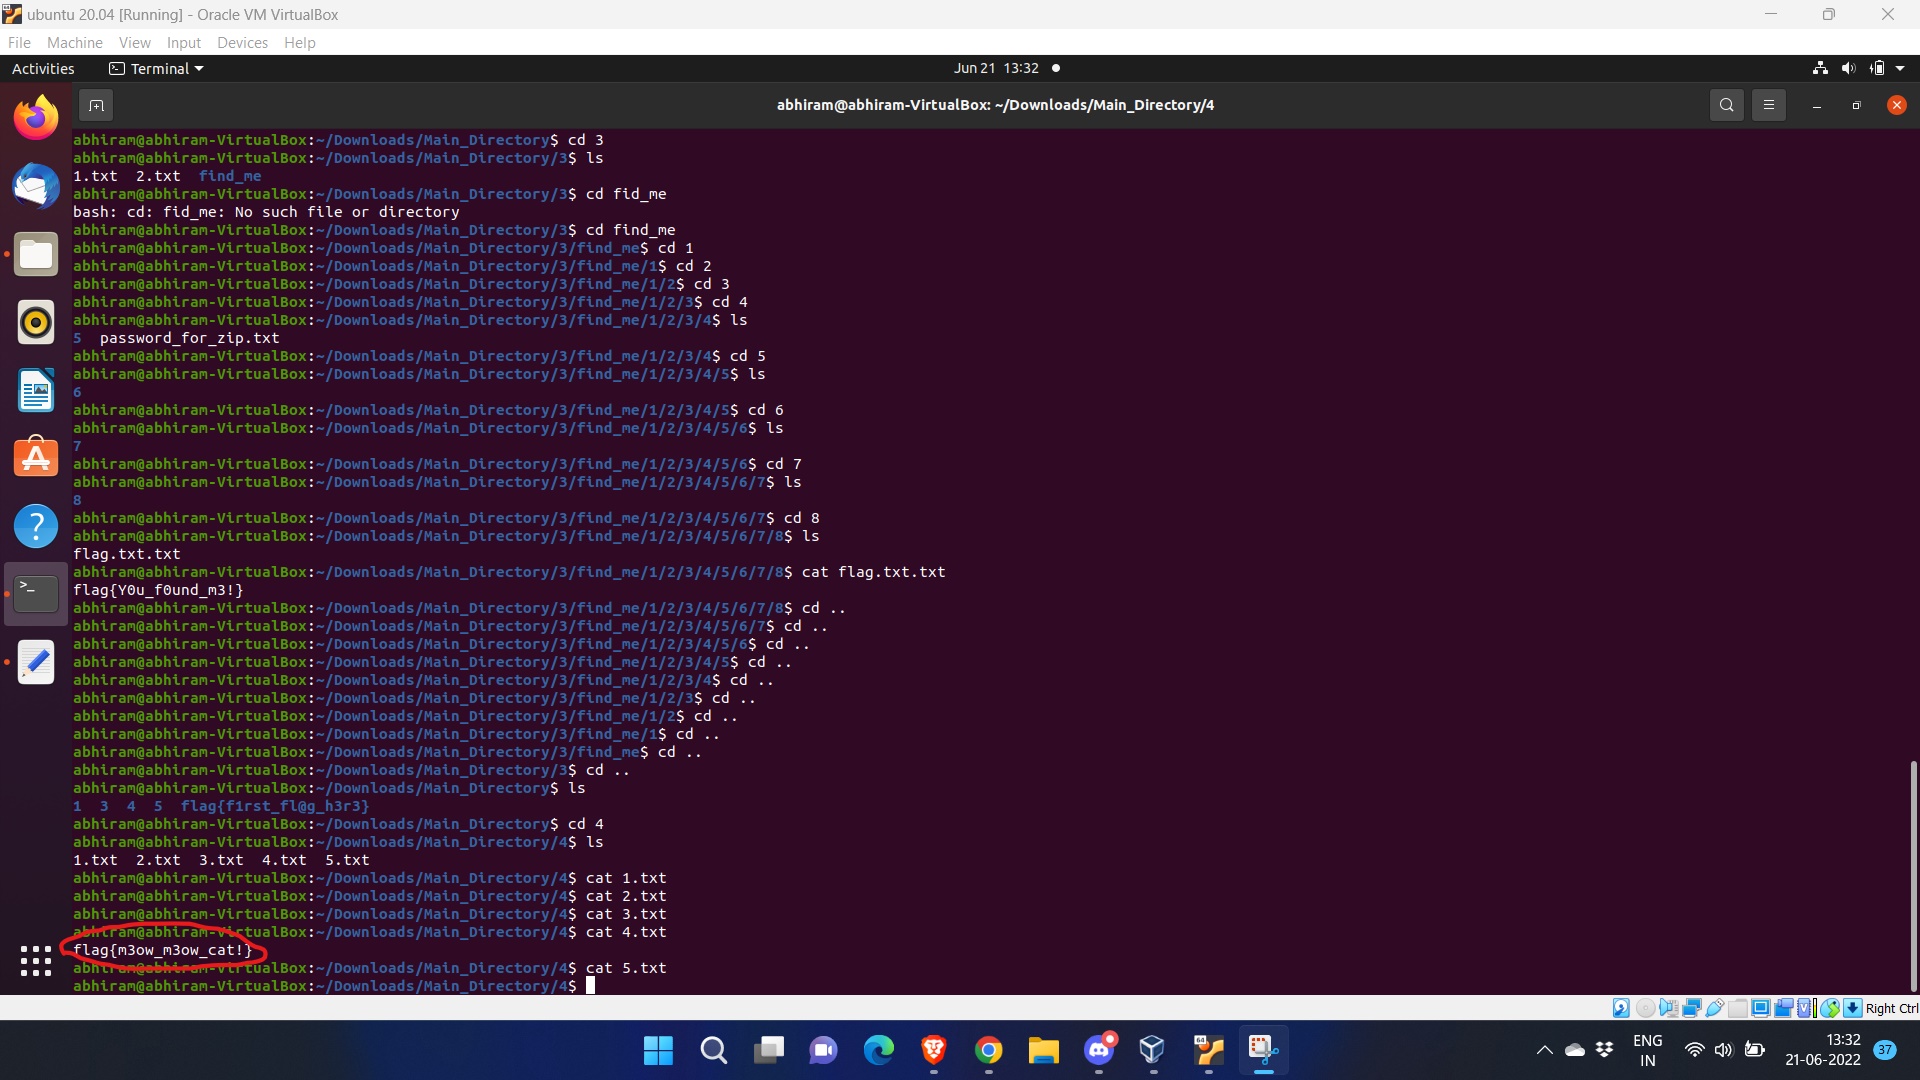 ubuntu 20.04 [Running] - Oracle VM VirtualBox
File Machine View Input Devices Help
Activities Terminal Jun 21 13:32
abhiram@abhiram-VirtualBox: ~/Downloads/Main_Directory/4
abhiram@abhiram-VirtualBox:~/Downloads/Main_Directory$ cd 3
abhiram@abhiram-VirtualBox:~/Downloads/Main_Directory/3$ ls
1.txt  2.txt  find_me
abhiram@abhiram-VirtualBox:~/Downloads/Main_Directory/3$ cd fid_me
bash: cd: fid_me: No such file or directory
abhiram@abhiram-VirtualBox:~/Downloads/Main_Directory/3$ cd find_me
abhiram@abhiram-VirtualBox:~/Downloads/Main_Directory/3/find_me$ cd 1
abhiram@abhiram-VirtualBox:~/Downloads/Main_Directory/3/find_me/1$ cd 2
abhiram@abhiram-VirtualBox:~/Downloads/Main_Directory/3/find_me/1/2$ cd 3
abhiram@abhiram-VirtualBox:~/Downloads/Main_Directory/3/find_me/1/2/3$ cd 4
abhiram@abhiram-VirtualBox:~/Downloads/Main_Directory/3/find_me/1/2/3/4$ ls
5  password_for_zip.txt
abhiram@abhiram-VirtualBox:~/Downloads/Main_Directory/3/find_me/1/2/3/4$ cd 5
abhiram@abhiram-VirtualBox:~/Downloads/Main_Directory/3/find_me/1/2/3/4/5$ ls
6
abhiram@abhiram-VirtualBox:~/Downloads/Main_Directory/3/find_me/1/2/3/4/5$ cd 6
abhiram@abhiram-VirtualBox:~/Downloads/Main_Directory/3/find_me/1/2/3/4/5/6$ ls
7
abhiram@abhiram-VirtualBox:~/Downloads/Main_Directory/3/find_me/1/2/3/4/5/6$ cd 7
abhiram@abhiram-VirtualBox:~/Downloads/Main_Directory/3/find_me/1/2/3/4/5/6/7$ ls
8
abhiram@abhiram-VirtualBox:~/Downloads/Main_Directory/3/find_me/1/2/3/4/5/6/7$ cd 8
abhiram@abhiram-VirtualBox:~/Downloads/Main_Directory/3/find_me/1/2/3/4/5/6/7/8$ ls
flag.txt.txt
abhiram@abhiram-VirtualBox:~/Downloads/Main_Directory/3/find_me/1/2/3/4/5/6/7/8$ cat flag.txt.txt
flag{Y0u_f0und_m3!}
abhiram@abhiram-VirtualBox:~/Downloads/Main_Directory/3/find_me/1/2/3/4/5/6/7/8$ cd ..
abhiram@abhiram-VirtualBox:~/Downloads/Main_Directory/3/find_me/1/2/3/4/5/6/7$ cd ..
abhiram@abhiram-VirtualBox:~/Downloads/Main_Directory/3/find_me/1/2/3/4/5/6$ cd ..
abhiram@abhiram-VirtualBox:~/Downloads/Main_Directory/3/find_me/1/2/3/4/5$ cd ..
abhiram@abhiram-VirtualBox:~/Downloads/Main_Directory/3/find_me/1/2/3/4$ cd ..
abhiram@abhiram-VirtualBox:~/Downloads/Main_Directory/3/find_me/1/2/3$ cd ..
abhiram@abhiram-VirtualBox:~/Downloads/Main_Directory/3/find_me/1/2$ cd ..
abhiram@abhiram-VirtualBox:~/Downloads/Main_Directory/3/find_me/1$ cd ..
abhiram@abhiram-VirtualBox:~/Downloads/Main_Directory/3/find_me$ cd ..
abhiram@abhiram-VirtualBox:~/Downloads/Main_Directory/3$ cd ..
abhiram@abhiram-VirtualBox:~/Downloads/Main_Directory$ ls
1  3  4  5  flag{f1rst_fl@g_h3r3}
abhiram@abhiram-VirtualBox:~/Downloads/Main_Directory$ cd 4
abhiram@abhiram-VirtualBox:~/Downloads/Main_Directory/4$ ls
1.txt  2.txt  3.txt  4.txt  5.txt
abhiram@abhiram-VirtualBox:~/Downloads/Main_Directory/4$ cat 1.txt
abhiram@abhiram-VirtualBox:~/Downloads/Main_Directory/4$ cat 2.txt
abhiram@abhiram-VirtualBox:~/Downloads/Main_Directory/4$ cat 3.txt
abhiram@abhiram-VirtualBox:~/Downloads/Main_Directory/4$ cat 4.txt
flag{m3ow_m3ow_cat!}
abhiram@abhiram-VirtualBox:~/Downloads/Main_Directory/4$ cat 5.txt
abhiram@abhiram-VirtualBox:~/Downloads/Main_Directory/4$
Right Ctrl
ENG
IN
13:32
21-06-2022
37